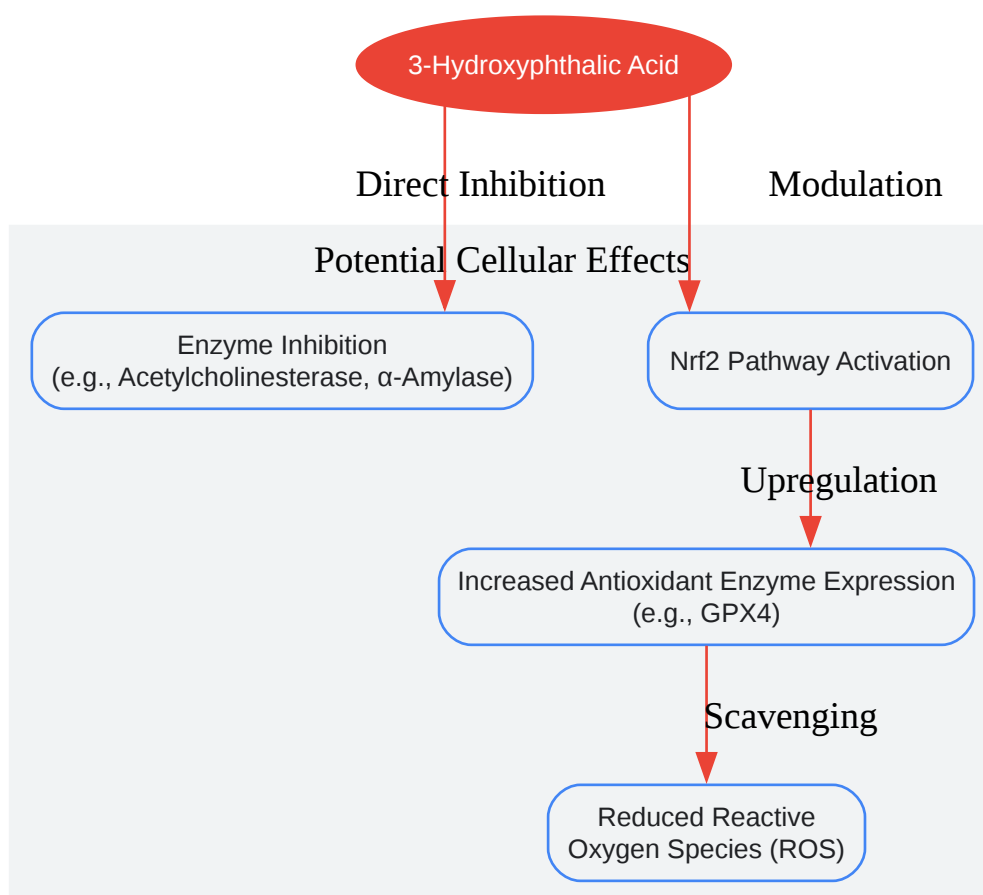 3-Hydroxyphthalic Acid
Direct Inhibition
Modulation
Potential Cellular Effects
Enzyme Inhibition
(e.g., Acetylcholinesterase, α-Amylase)
Nrf2 Pathway Activation
Upregulation
Increased Antioxidant Enzyme Expression
(e.g., GPX4)
Scavenging
Reduced Reactive
Oxygen Species (ROS)